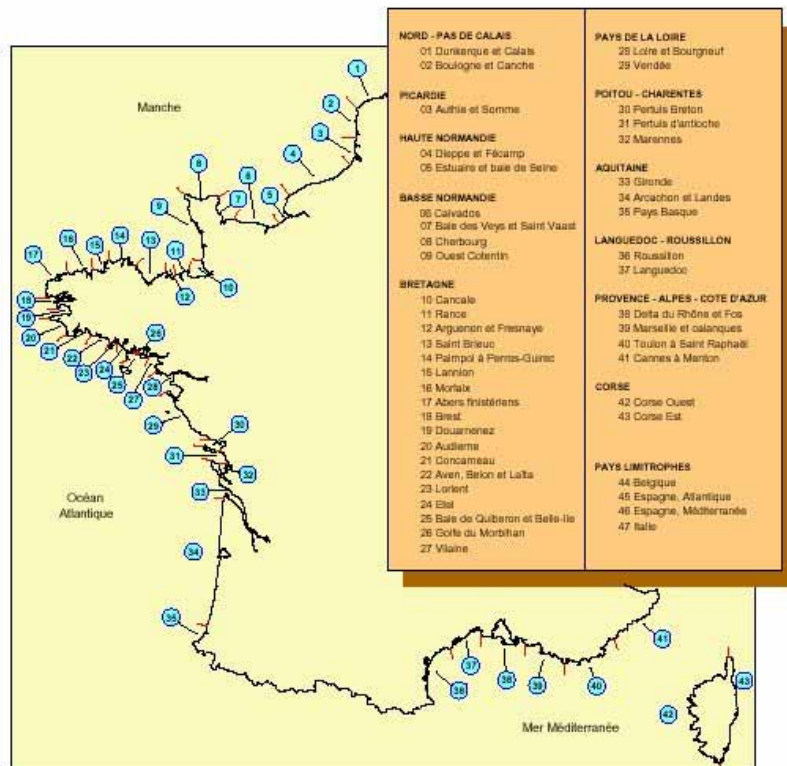 Manche
Océan
Atlantique
Mer Méditerranée
NORD - PAS DE CALAIS
01 Dunkerque et Calais
02 Boulogne et Canche
PICARDIE
03 Authie et Somme
HAUTE NORMANDIE
04 Dieppe et Fécamp
05 Estuaire et baie de Seine
BASSE NORMANDIE
06 Calvados
07 Baie des Veys et Saint Vaast
08 Cherbourg
09 Ouest Cotentin
BRETAGNE
10 Cancale
11 Rance
12 Arguenon et Fresnaye
13 Saint Brieuc
14 Paimpol à Perros-Guirec
15 Lannion
16 Morlaix
17 Abers finistériens
18 Brest
19 Douarnenez
20 Audierne
21 Concarneau
22 Aven, Belon et Laïta
23 Lorient
24 Etel
25 Baie de Quiberon et Belle-Ile
26 Golfe du Morbihan
27 Vilaine
PAYS DE LA LOIRE
28 Loire et Bourgneuf
29 Vendée
POITOU - CHARENTES
30 Pertuis Breton
31 Pertuis d'antioche
32 Marennes
AQUITAINE
33 Gironde
34 Arcachon et Landes
35 Pays Basque
LANGUEDOC - ROUSSILLON
36 Roussillon
37 Languedoc
PROVENCE - ALPES - COTE D'AZUR
38 Delta du Rhône et Fos
39 Marseille et calanques
40 Toulon à Saint Raphaël
41 Cannes à Menton
CORSE
42 Corse Ouest
43 Corse Est
PAYS LIMITROPHES
44 Belgique
45 Espagne, Atlantique
46 Espagne, Méditerranée
47 Italie
1
2
3
4
5
6
7
8
9
10
11
12
13
14
15
16
17
18
19
20
21
22
23
24
25
26
27
28
29
30
31
32
33
34
35
36
37
38
39
40
41
42
43